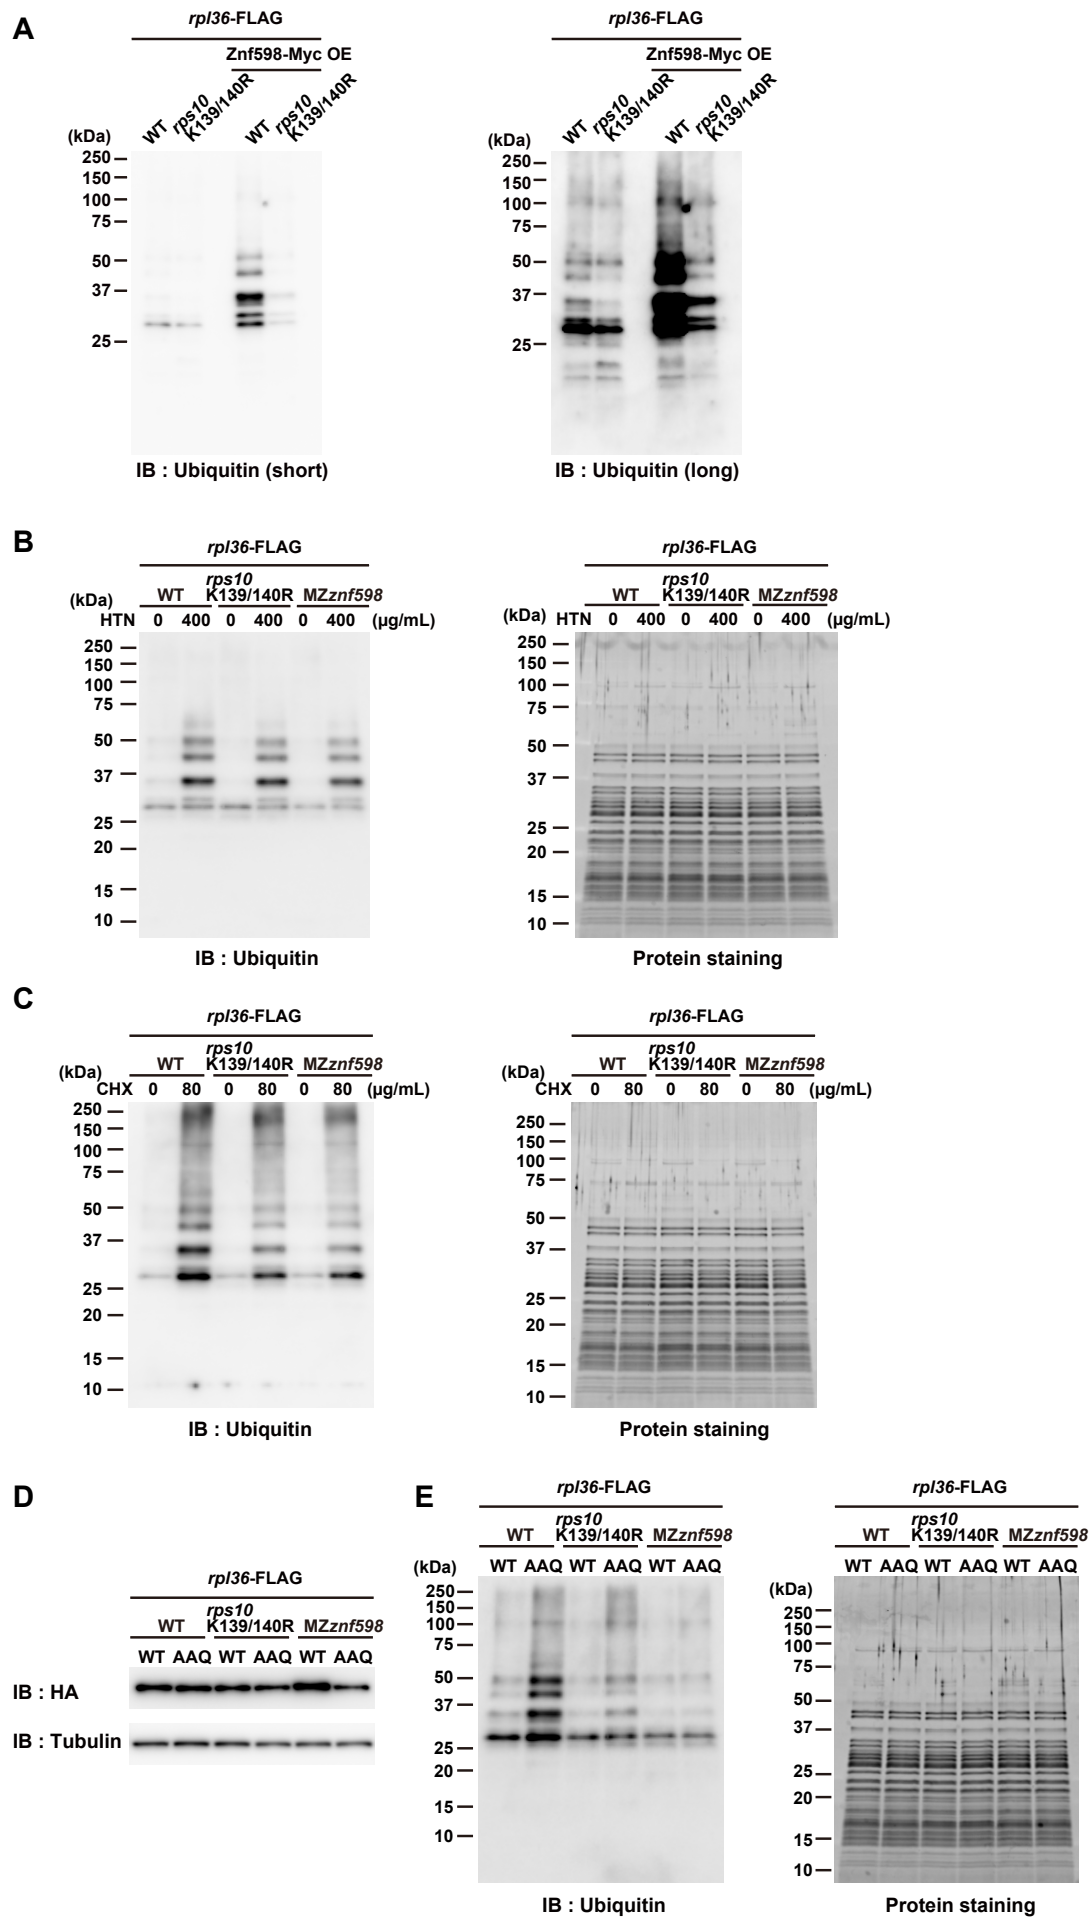 A
rpl36-FLAG
Znf598-Myc OE
WT
rps10
K139/140R
WT
rps10
K139/140R
(kDa)
250
150
100
75
50
37
25
IB : Ubiquitin (short)
rpl36-FLAG
Znf598-Myc OE
WT
rps10
K139/140R
WT
rps10
K139/140R
(kDa)
250
150
100
75
50
37
25
IB : Ubiquitin (long)
B
rpl36-FLAG
WT
rps10
K139/140R
MZznf598
(kDa)
HTN 0 400 0 400 0 400 (µg/mL)
250
150
100
75
50
37
25
20
15
10
IB : Ubiquitin
rpl36-FLAG
WT
rps10
K139/140R
MZznf598
(kDa) HTN 0 400 0 400 0 400 (µg/mL)
250
150
100
75
50
37
25
20
15
10
Protein staining
C
rpl36-FLAG
WT
rps10
K139/140R
MZznf598
(kDa)
CHX 0 80 0 80 0 80 (µg/mL)
250
150
100
75
50
37
25
20
15
10
IB : Ubiquitin
rpl36-FLAG
WT
rps10
K139/140R
MZznf598
(kDa)
CHX 0 80 0 80 0 80 (µg/mL)
250
150
100
75
50
37
25
20
15
10
Protein staining
D
rpl36-FLAG
WT
rps10
K139/140R
MZznf598
WT AAQ WT AAQ WT AAQ
IB : HA
IB : Tubulin
E
rpl36-FLAG
WT
rps10
K139/140R
MZznf598
(kDa) WT AAQ WT AAQ WT AAQ
250
150
100
75
50
37
25
20
15
10
IB : Ubiquitin
rpl36-FLAG
WT
rps10
K139/140R
MZznf598
WT AAQ WT AAQ WT AAQ
(kDa)
250
150
100
75
50
37
25
20
15
10
Protein staining